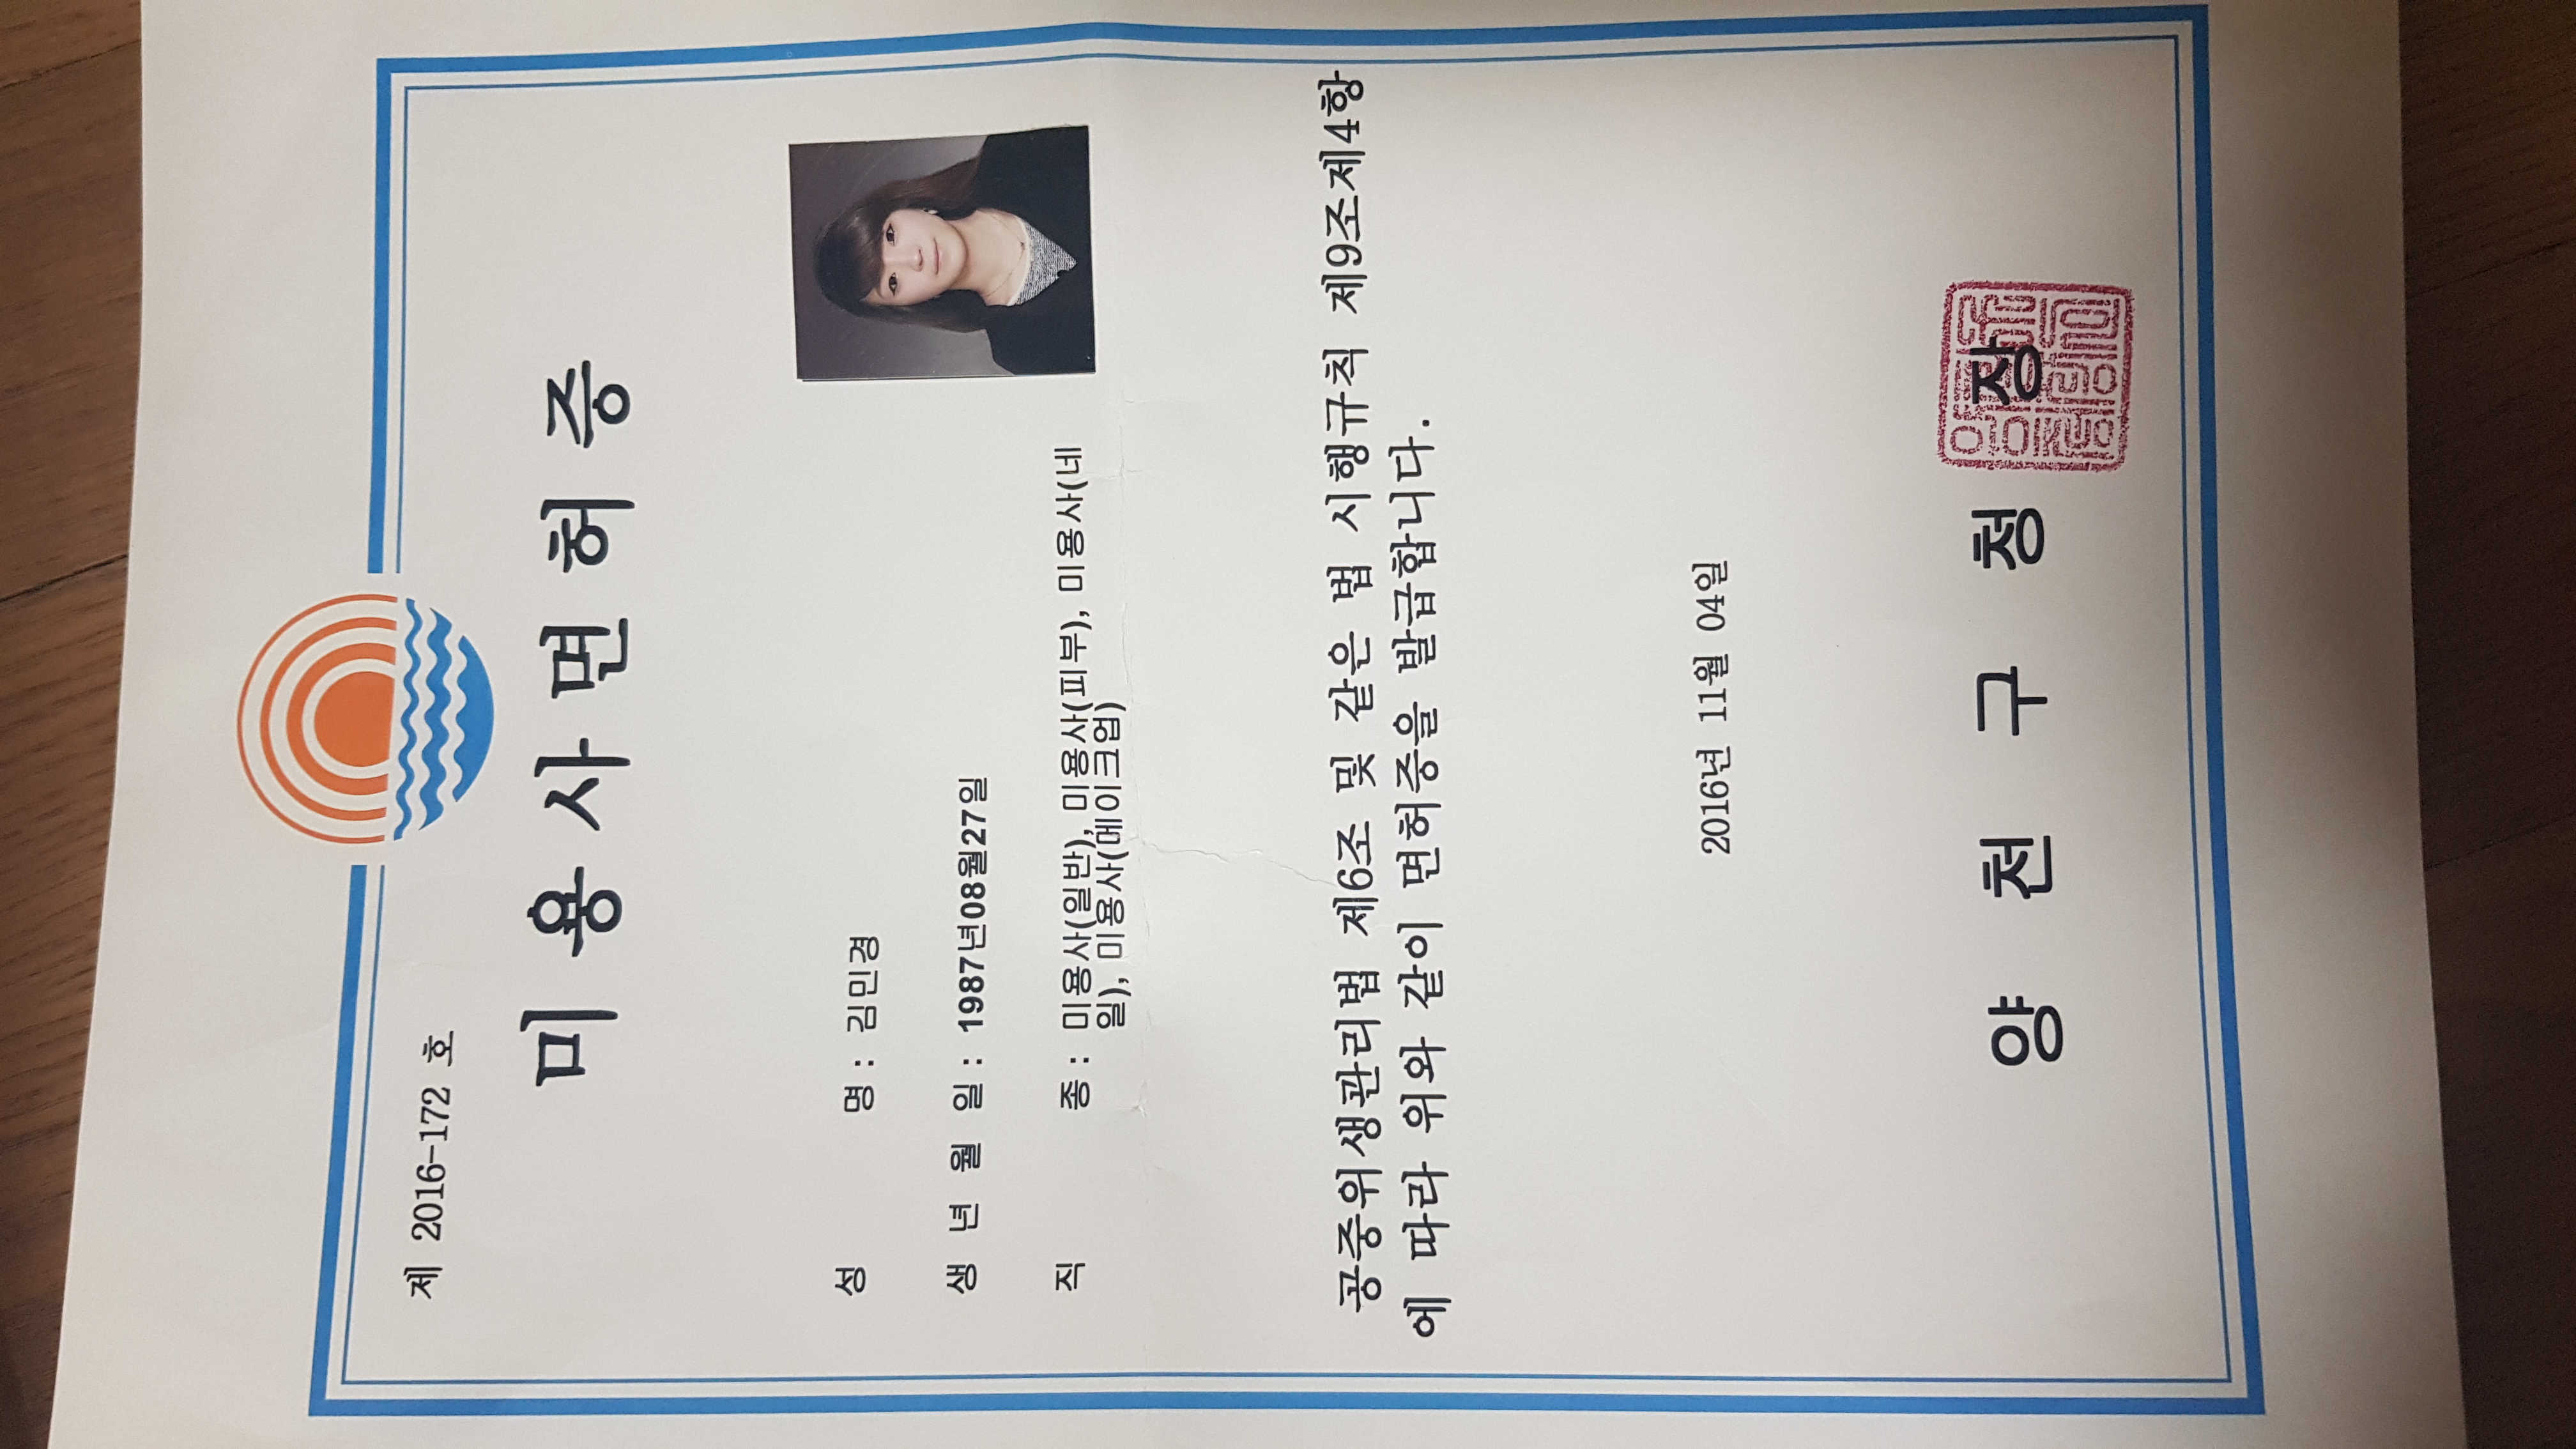 제 2016-172 호
미 용 사 면 허 증
성 명 : 김민경
생 년 월 일 : 1987년08월27일
직 종 : 미용사(일반), 미용사(피부), 미용사(네
일), 미용사(메이크업)
공중위생관리법 제6조 및 같은 법 시행규칙 제9조제4항
에 따라 위와 같이 면허증을 발급합니다.
2016년 11월 04일
양 천 구 청 장